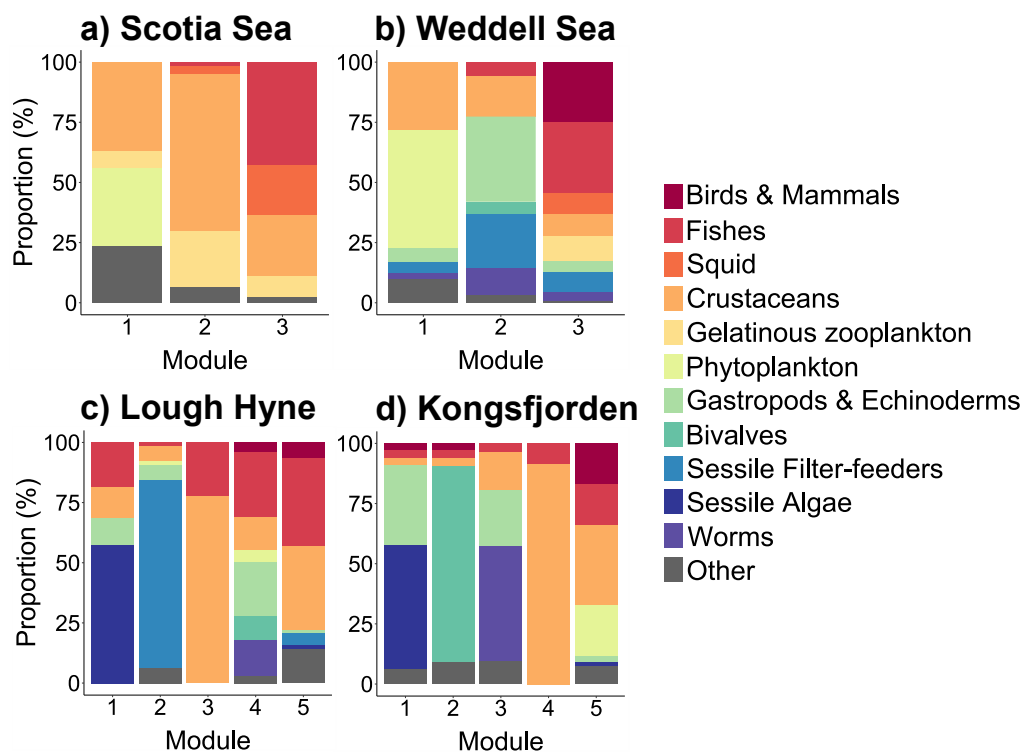 a) Scotia Sea
b) Weddell Sea
Proportion (%)
100
75
50
25
0
1 2 3
Module
100
75
50
25
0
1 2 3
Module
c) Lough Hyne
d) Kongsfjorden
Proportion (%)
100
75
50
25
0
1 2 3 4 5
Module
100
75
50
25
0
1 2 3 4 5
Module
Birds & Mammals
Fishes
Squid
Crustaceans
Gelatinous zooplankton
Phytoplankton
Gastropods & Echinoderms
Bivalves
Sessile Filter-feeders
Sessile Algae
Worms
Other